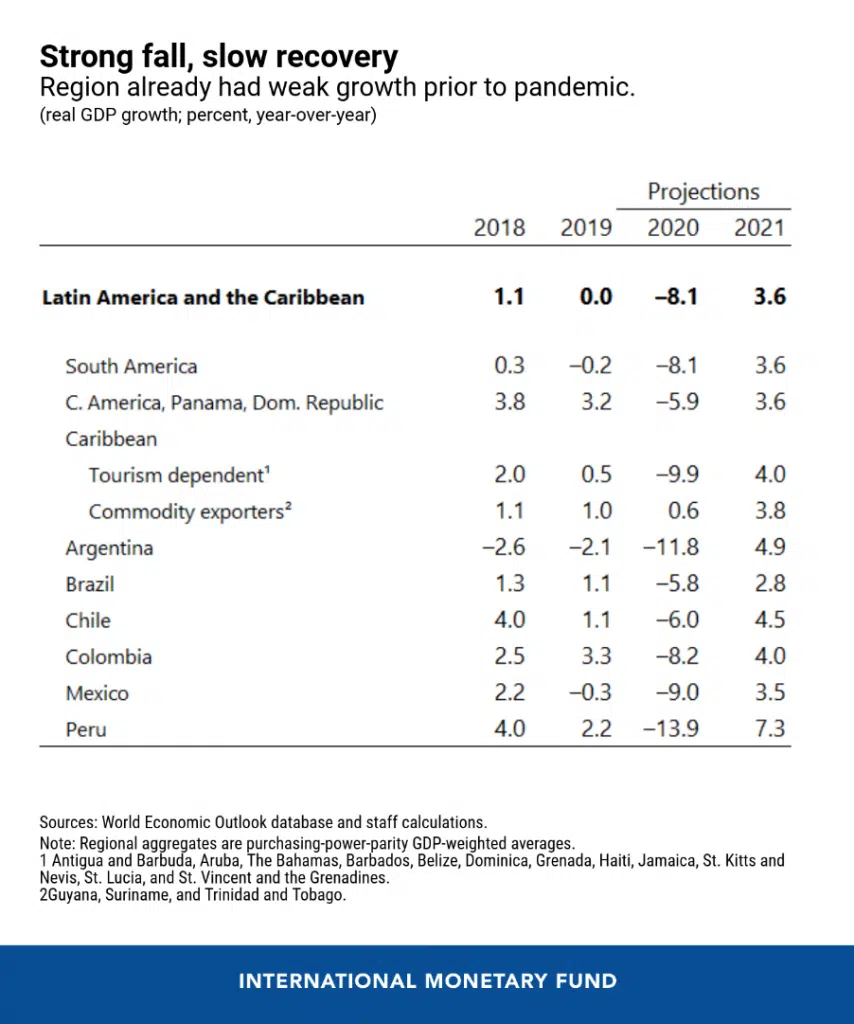 Strong fall, slow recovery
Region already had weak growth prior to pandemic.
(real GDP growth; percent, year-over-year)
Projections
2018 2019 2020 2021
Latin America and the Caribbean 1.1 0.0 –8.1 3.6
South America 0.3 –0.2 –8.1 3.6
C. America, Panama, Dom. Republic 3.8 3.2 –5.9 3.6
Caribbean
Tourism dependent¹ 2.0 0.5 –9.9 4.0
Commodity exporters² 1.1 1.0 0.6 3.8
Argentina –2.6 –2.1 –11.8 4.9
Brazil 1.3 1.1 –5.8 2.8
Chile 4.0 1.1 –6.0 4.5
Colombia 2.5 3.3 –8.2 4.0
Mexico 2.2 –0.3 –9.0 3.5
Peru 4.0 2.2 –13.9 7.3
Sources: World Economic Outlook database and staff calculations.
Note: Regional aggregates are purchasing-power-parity GDP-weighted averages.
1 Antigua and Barbuda, Aruba, The Bahamas, Barbados, Belize, Dominica, Grenada, Haiti, Jamaica, St. Kitts and
Nevis, St. Lucia, and St. Vincent and the Grenadines.
2Guyana, Suriname, and Trinidad and Tobago.
INTERNATIONAL MONETARY FUND